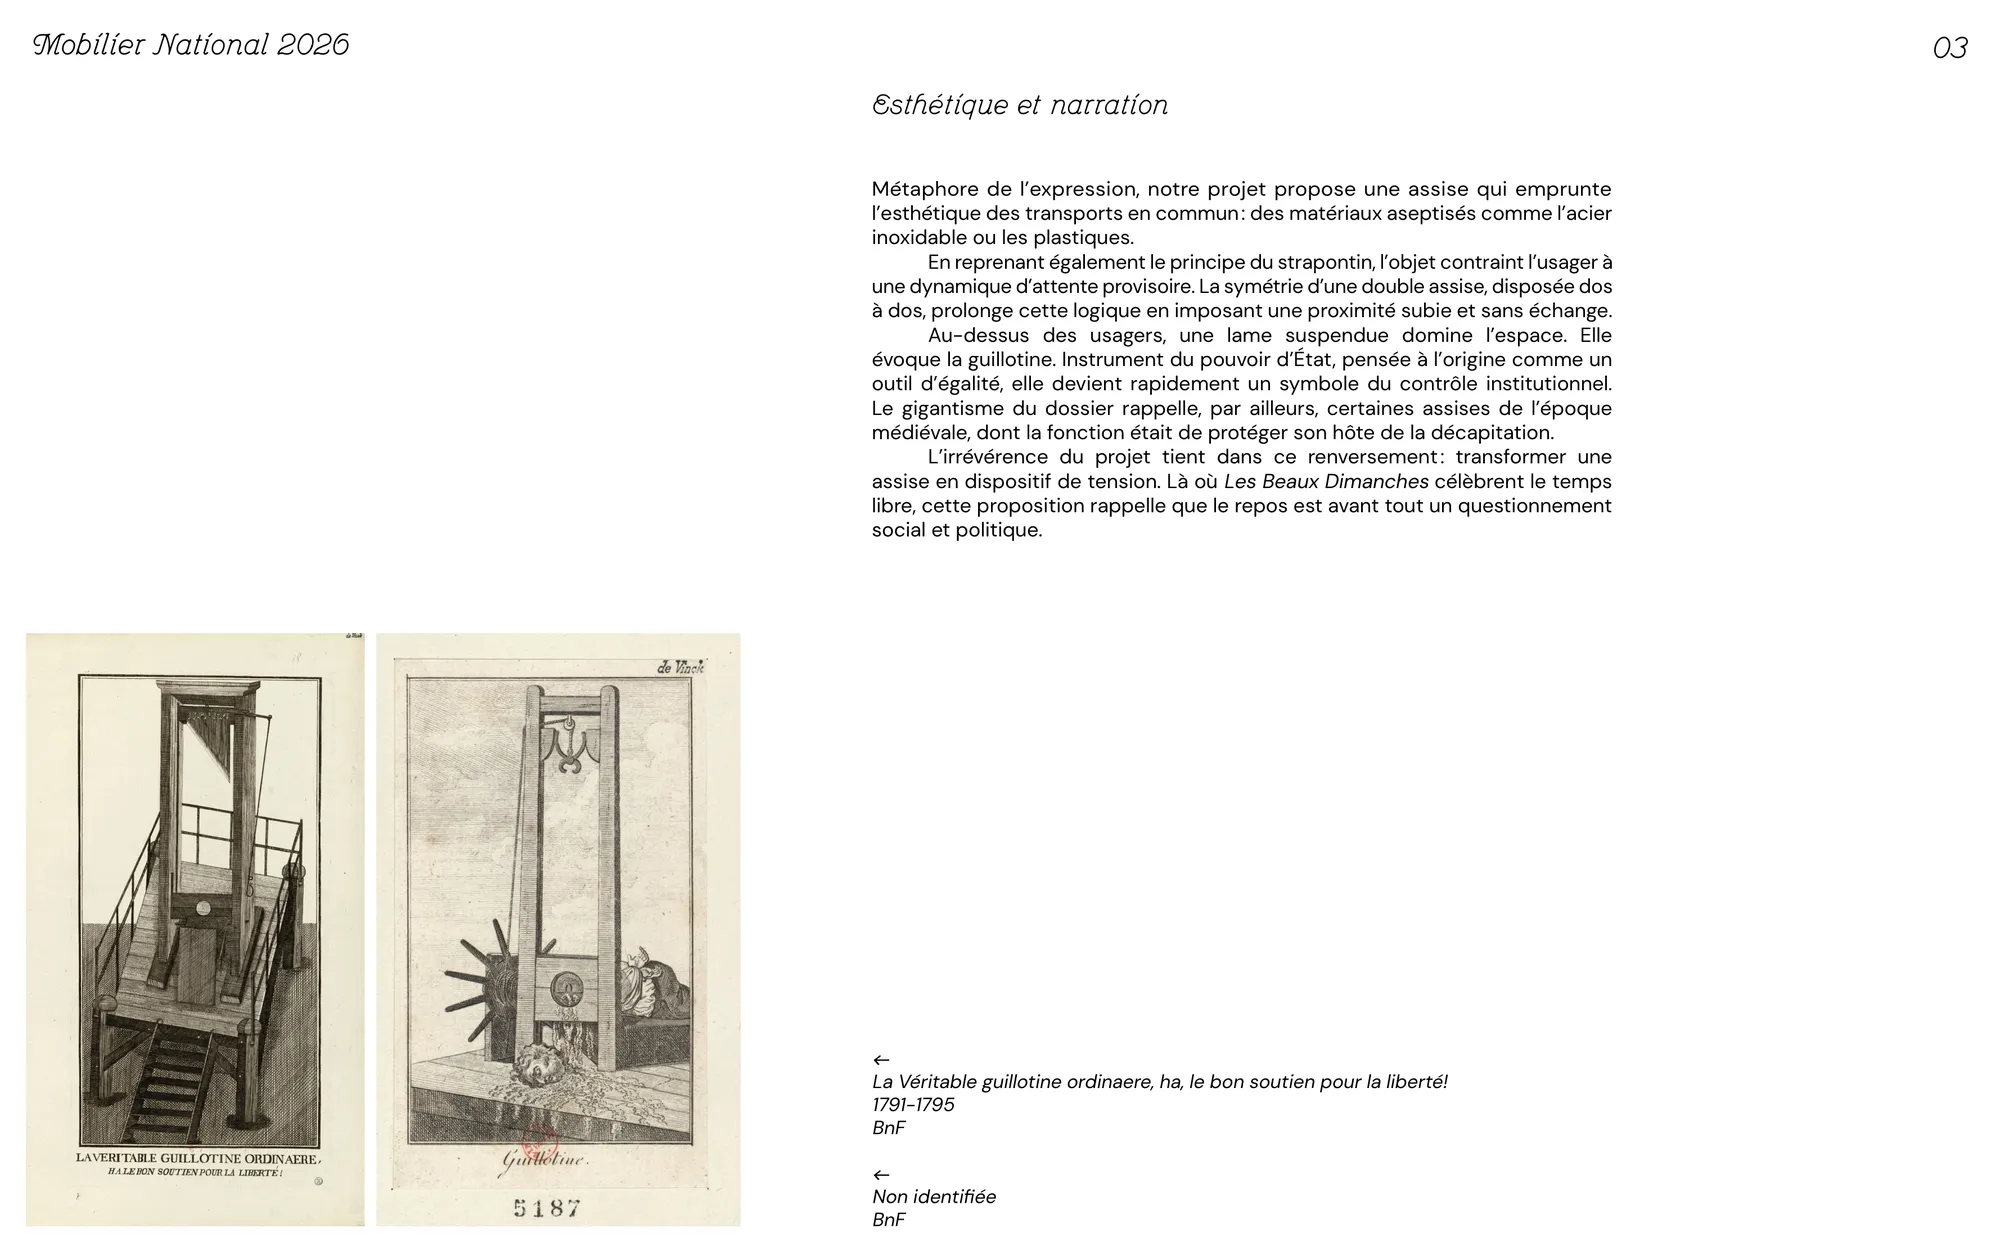 Mobilier National 2026
03
Esthétique et narration
Métaphore de l'expression, notre projet propose une assise qui emprunte
l'esthétique des transports en commun : des matériaux aseptisés comme l'acier
inoxidable ou les plastiques.
En reprenant également le principe du strapontin, l'objet contraint l'usager à
une dynamique d'attente provisoire. La symétrie d'une double assise, disposée dos
à dos, prolonge cette logique en imposant une proximité subie et sans échange.
Au-dessus des usagers, une lame suspendue domine l'espace. Elle
évoque la guillotine. Instrument du pouvoir d'État, pensée à l'origine comme un
outil d'égalité, elle devient rapidement un symbole du contrôle institutionnel.
Le gigantisme du dossier rappelle, par ailleurs, certaines assises de l'époque
médiévale, dont la fonction était de protéger son hôte de la décapitation.
L'irrévérence du projet tient dans ce renversement : transformer une
assise en dispositif de tension. Là où Les Beaux Dimanches célèbrent le temps
libre, cette proposition rappelle que le repos est avant tout un questionnement
social et politique.
LA VERITABLE GUILLOTINE ORDINAERE,
HA LE BON SOUTIEN POUR LA LIBERTÉ!
de Vinck
Guillotine.
5187
←
La Véritable guillotine ordinaere, ha, le bon soutien pour la liberté!
1791-1795
BnF
←
Non identifiée
BnF